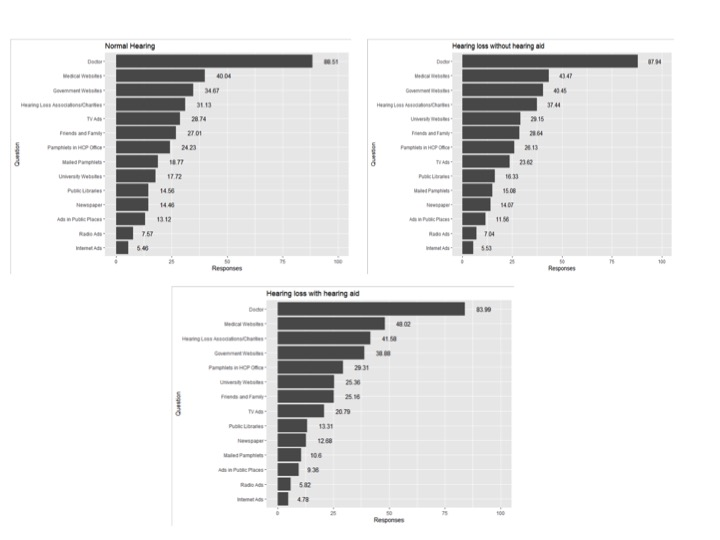 Normal Hearing
Question
Doctor 88.51
Medical Websites 40.04
Government Websites 34.67
Hearing Loss Associations/Charities 31.13
TV Ads 28.74
Friends and Family 27.01
Pamphlets in HCP Office 24.23
Mailed Pamphlets 18.77
University Websites 17.72
Public Libraries 14.56
Newspaper 14.46
Ads in Public Places 13.12
Radio Ads 7.57
Internet Ads 5.46
0 25 50 75 100
Responses
Hearing loss without hearing aid
Question
Doctor 87.94
Medical Websites 43.47
Government Websites 40.45
Hearing Loss Associations/Charities 37.44
University Websites 29.15
Friends and Family 28.64
Pamphlets in HCP Office 26.13
TV Ads 23.62
Public Libraries 16.33
Mailed Pamphlets 15.08
Newspaper 14.07
Ads in Public Places 11.56
Radio Ads 7.04
Internet Ads 5.53
0 25 50 75 100
Responses
Hearing loss with hearing aid
Question
Doctor 83.99
Medical Websites 48.02
Hearing Loss Associations/Charities 41.58
Government Websites 38.88
Pamphlets in HCP Office 29.31
University Websites 25.36
Friends and Family 25.16
TV Ads 20.79
Public Libraries 13.31
Newspaper 12.68
Mailed Pamphlets 10.6
Ads in Public Places 9.36
Radio Ads 5.82
Internet Ads 4.78
0 25 50 75 100
Responses